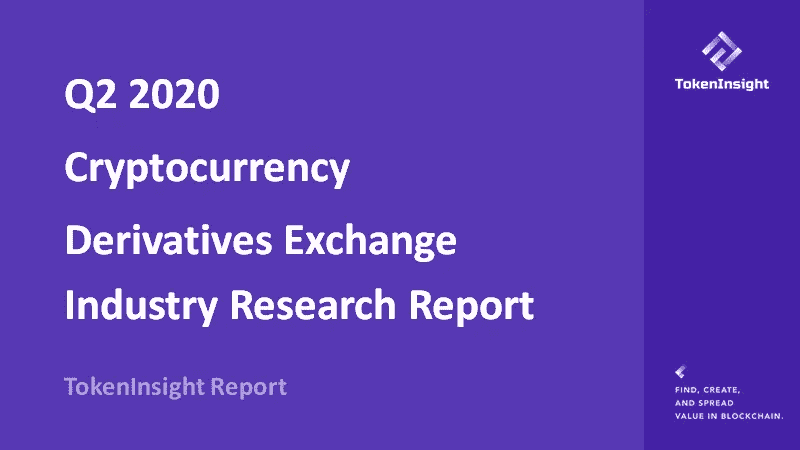 Q2 2020
Cryptocurrency
Derivatives Exchange
Industry Research Report
TokenInsight Report
TokenInsight
FIND, CREATE,
AND SPREAD
VALUE IN BLOCKCHAIN.